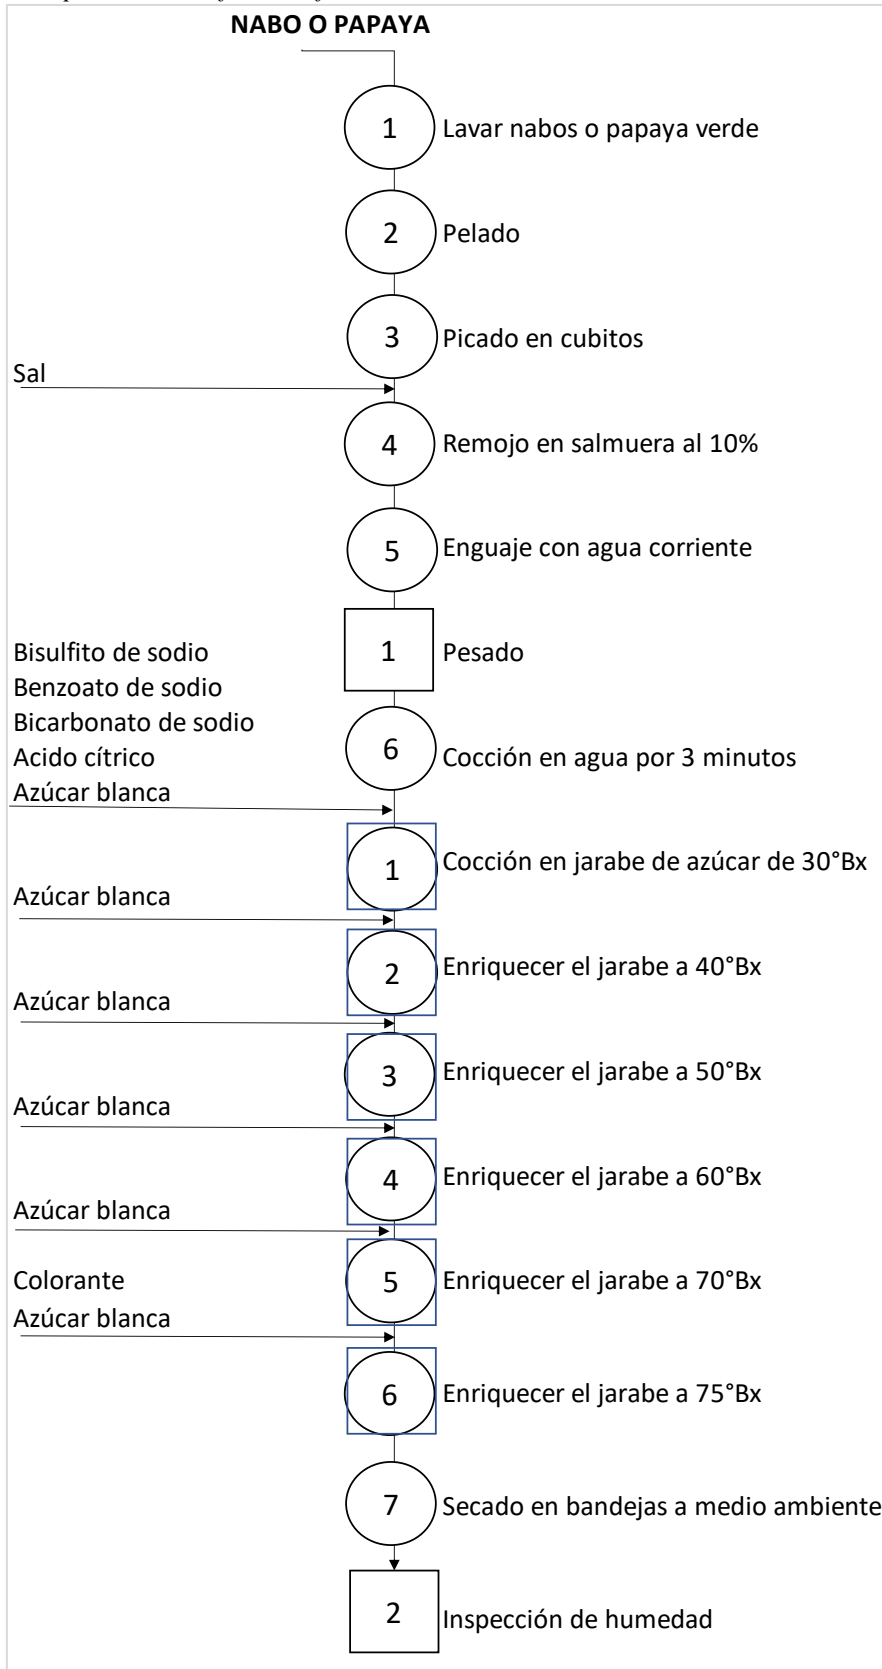 NABO O PAPAYA
1 Lavar nabos o papaya verde
2 Pelado
3 Picado en cubitos
Sal
4 Remojo en salmuera al 10%
5 Enguaje con agua corriente
1 Pesado
Bisulfito de sodio
Benzoato de sodio
Bicarbonato de sodio
Acido cítrico
Azúcar blanca
6 Cocción en agua por 3 minutos
1 Cocción en jarabe de azúcar de 30°Bx
Azúcar blanca
2 Enriquecer el jarabe a 40°Bx
Azúcar blanca
3 Enriquecer el jarabe a 50°Bx
Azúcar blanca
4 Enriquecer el jarabe a 60°Bx
Azúcar blanca
5 Enriquecer el jarabe a 70°Bx
Colorante
Azúcar blanca
6 Enriquecer el jarabe a 75°Bx
7 Secado en bandejas a medio ambiente
2 Inspección de humedad